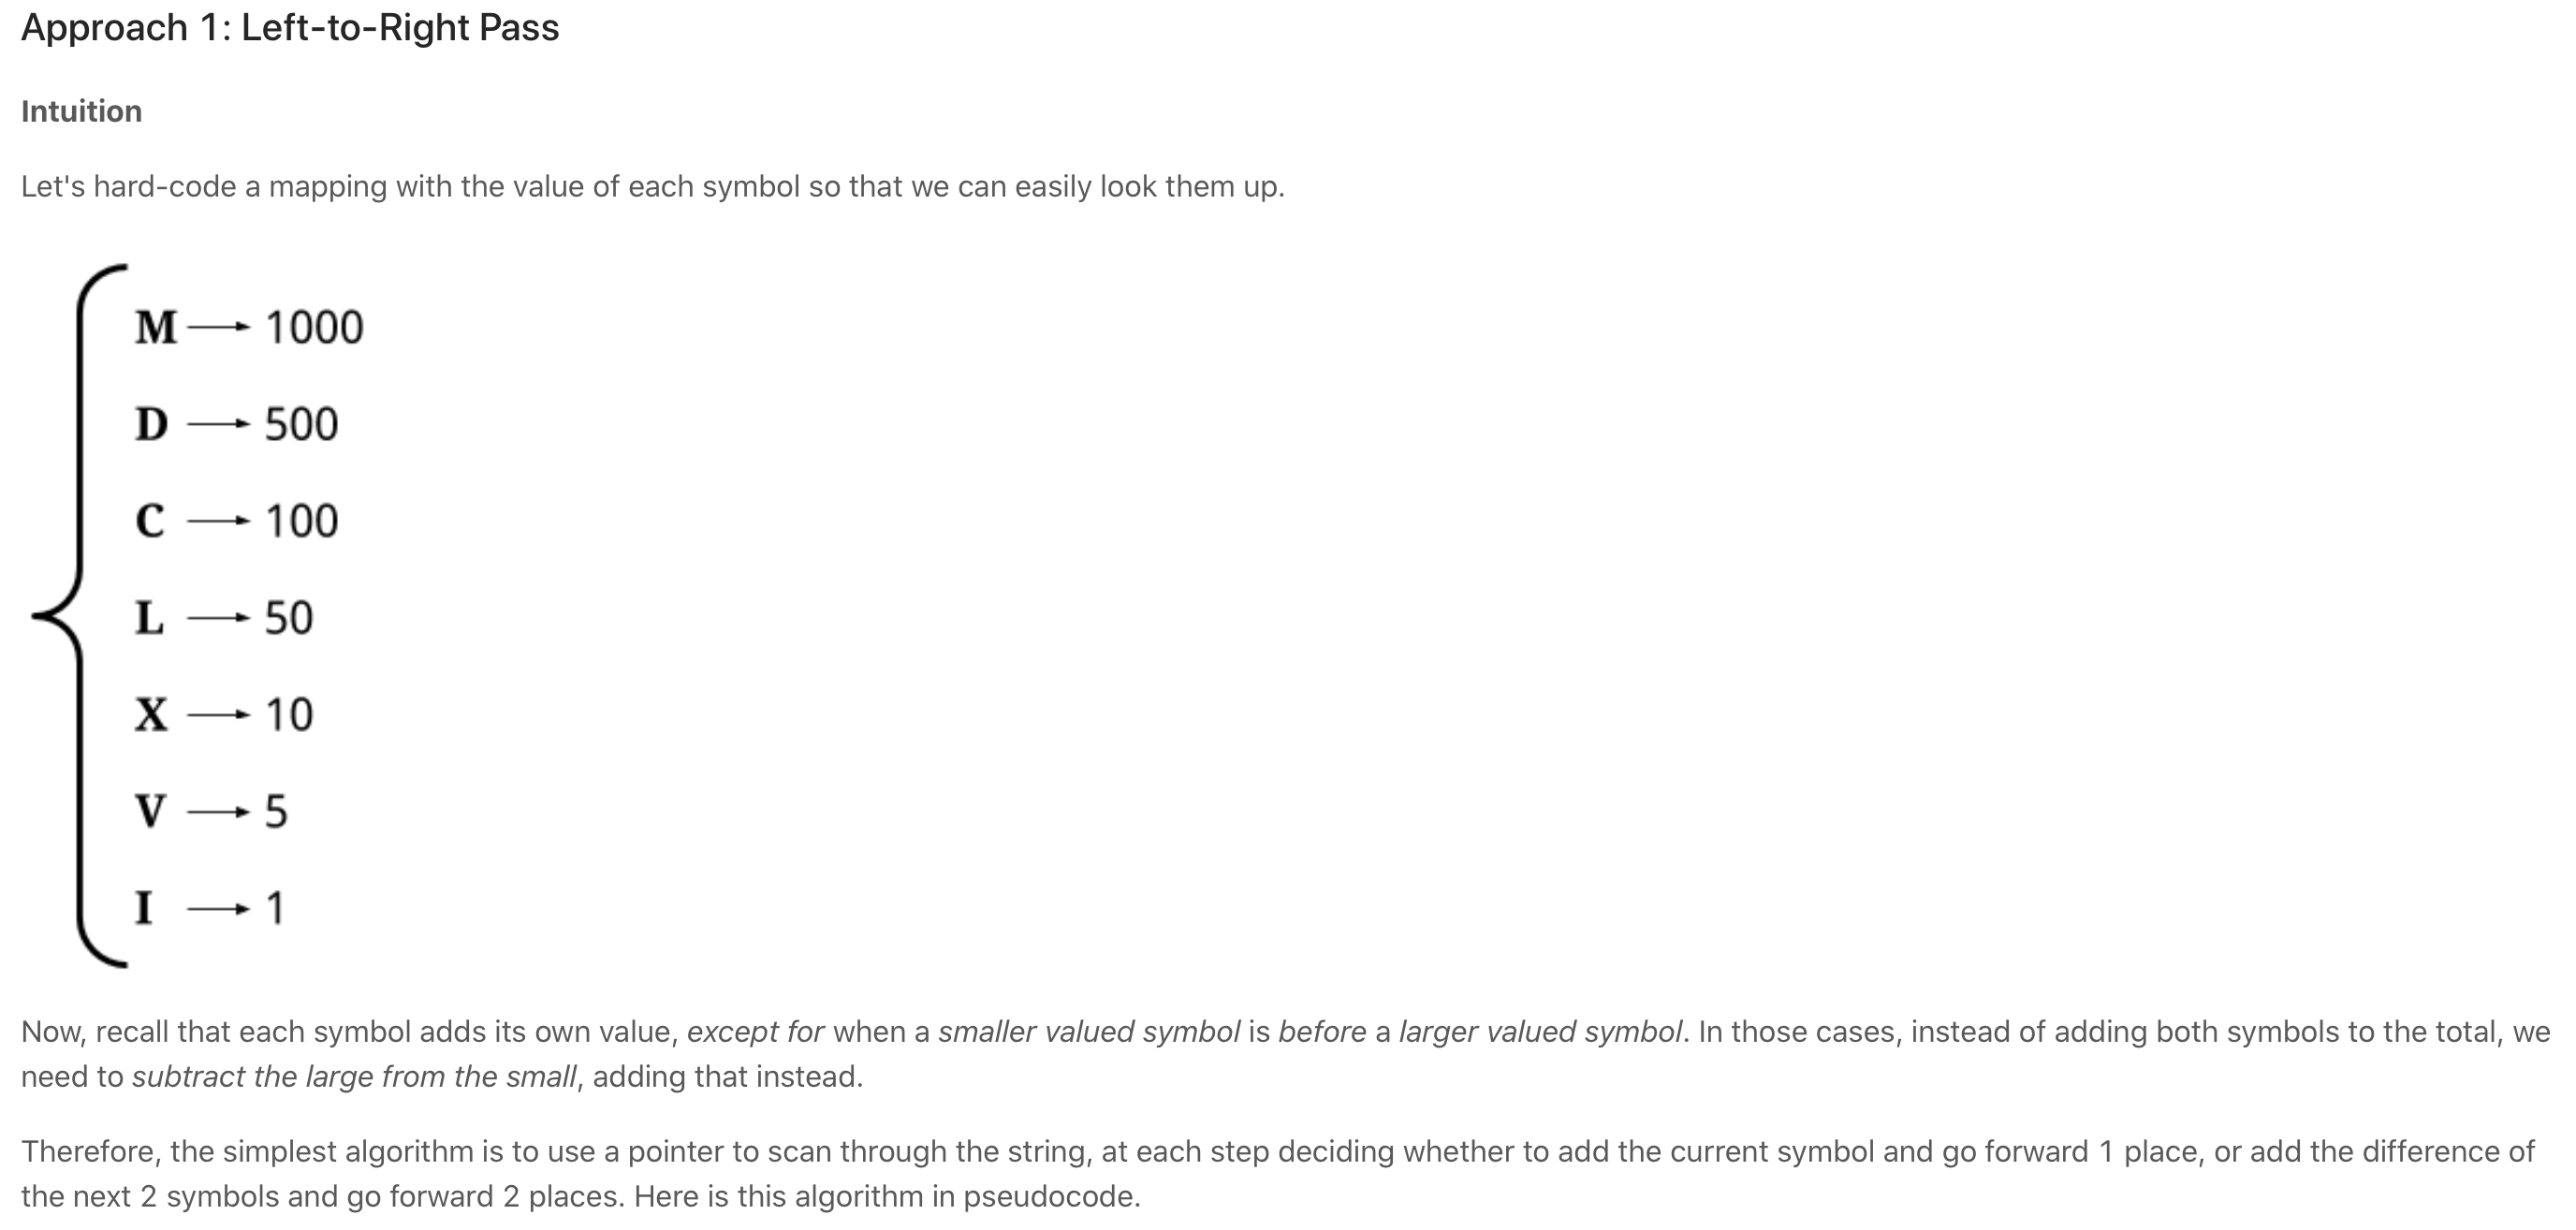 Approach 1: Left-to-Right Pass
Intuition
Let's hard-code a mapping with the value of each symbol so that we can easily look them up.
M → 1000
D → 500
C → 100
L → 50
X → 10
V → 5
I → 1
Now, recall that each symbol adds its own value, except for when a smaller valued symbol is before a larger valued symbol. In those cases, instead of adding both symbols to the total, we
need to subtract the large from the small, adding that instead.
Therefore, the simplest algorithm is to use a pointer to scan through the string, at each step deciding whether to add the current symbol and go forward 1 place, or add the difference of
the next 2 symbols and go forward 2 places. Here is this algorithm in pseudocode.